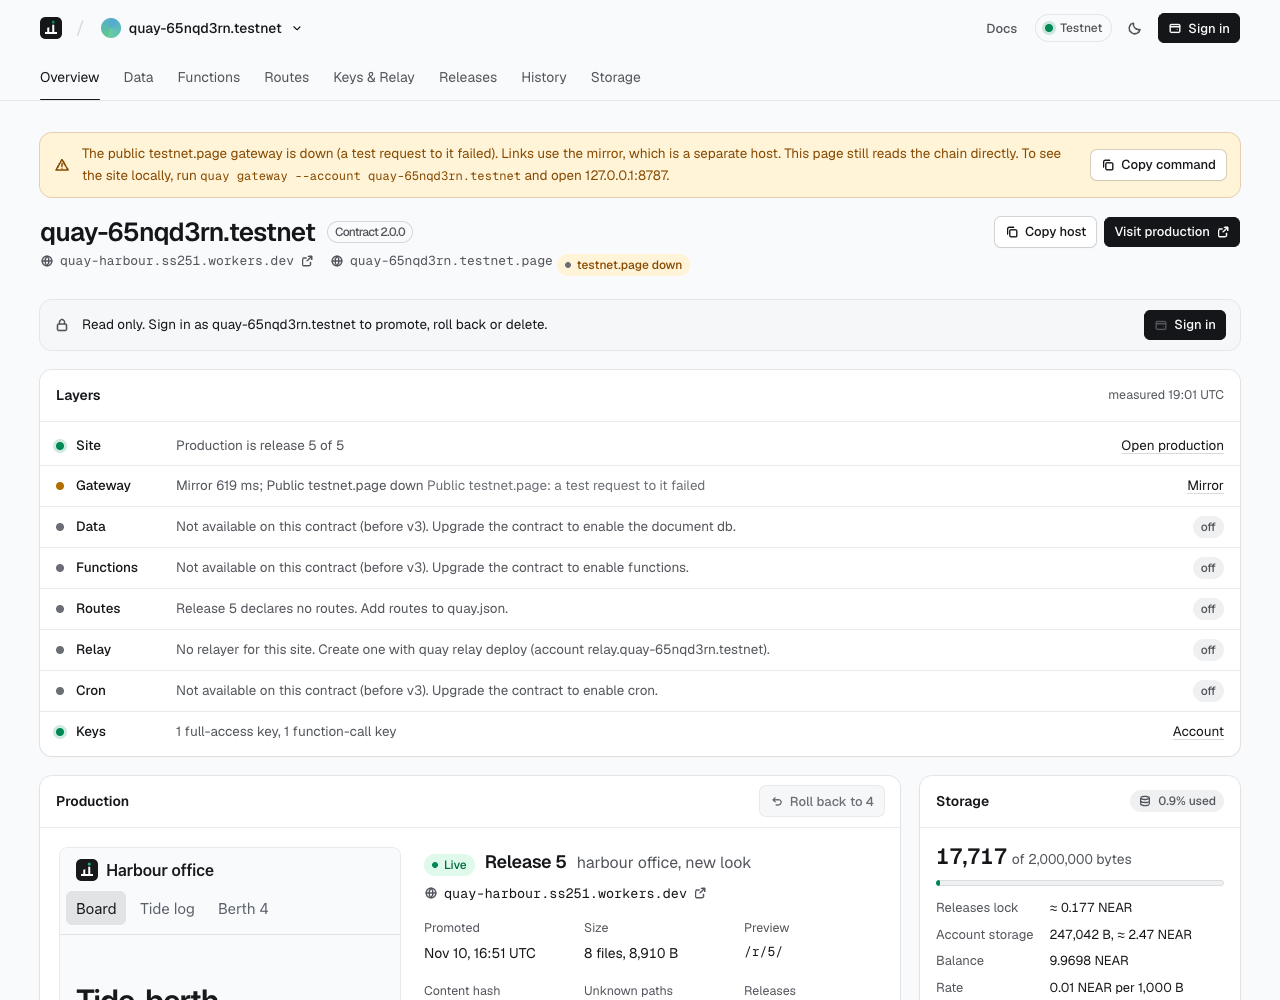 quay-65nqd3rn.testnet
Docs
Testnet
Sign in
Overview
Data
Functions
Routes
Keys & Relay
Releases
History
Storage
The public testnet.page gateway is down (a test request to it failed). Links use the mirror, which is a separate host. This page still reads the chain directly. To see
the site locally, run quay gateway --account quay-65nqd3rn.testnet and open 127.0.0.1:8787.
Copy command
quay-65nqd3rn.testnet
Contract 2.0.0
Copy host
Visit production
quay-harbour.ss251.workers.dev
quay-65nqd3rn.testnet.page
testnet.page down
Read only. Sign in as quay-65nqd3rn.testnet to promote, roll back or delete.
Sign in
Layers
measured 19:01 UTC
Site
Production is release 5 of 5
Open production
Gateway
Mirror 619 ms; Public testnet.page down Public testnet.page: a test request to it failed
Mirror
Data
Not available on this contract (before v3). Upgrade the contract to enable the document db.
off
Functions
Not available on this contract (before v3). Upgrade the contract to enable functions.
off
Routes
Release 5 declares no routes. Add routes to quay.json.
off
Relay
No relayer for this site. Create one with quay relay deploy (account relay.quay-65nqd3rn.testnet).
off
Cron
Not available on this contract (before v3). Upgrade the contract to enable cron.
off
Keys
1 full-access key, 1 function-call key
Account
Production
Roll back to 4
Harbour office
Board
Tide log
Berth 4
Tide, berth
Live
Release 5
harbour office, new look
quay-harbour.ss251.workers.dev
Promoted
Size
Preview
Nov 10, 16:51 UTC
8 files, 8,910 B
/r/5/
Content hash
Unknown paths
Releases
Storage
0.9% used
17,717 of 2,000,000 bytes
Releases lock
≈ 0.177 NEAR
Account storage
247,042 B, ≈ 2.47 NEAR
Balance
9.9698 NEAR
Rate
0.01 NEAR per 1,000 B